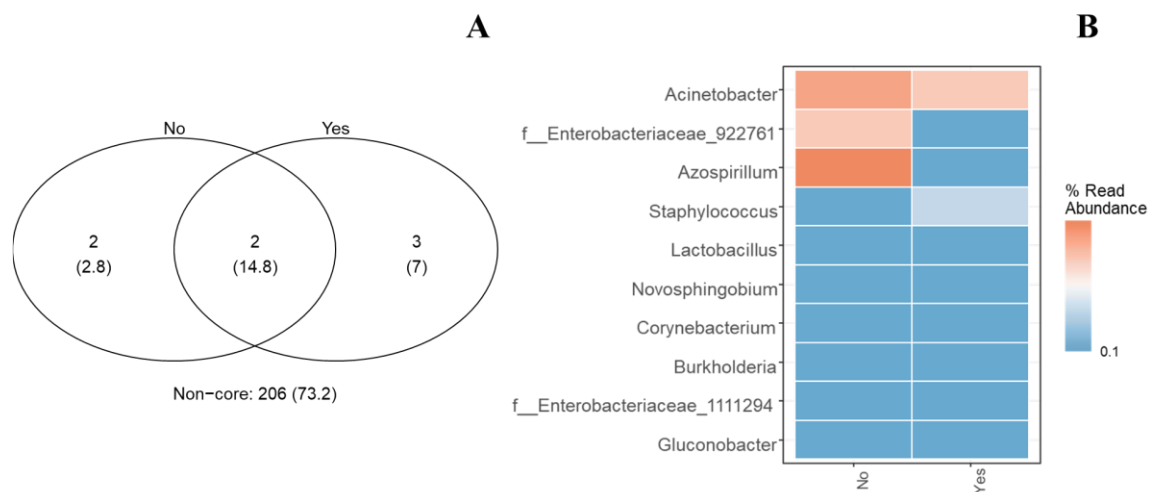 A
No
Yes
2
(2.8)
2
(14.8)
3
(7)
Non−core: 206 (73.2)
B
Acinetobacter
f__Enterobacteriaceae_922761
Azospirillum
Staphylococcus
Lactobacillus
Novosphingobium
Corynebacterium
Burkholderia
f__Enterobacteriaceae_1111294
Gluconobacter
No
Yes
% Read
Abundance
0.1